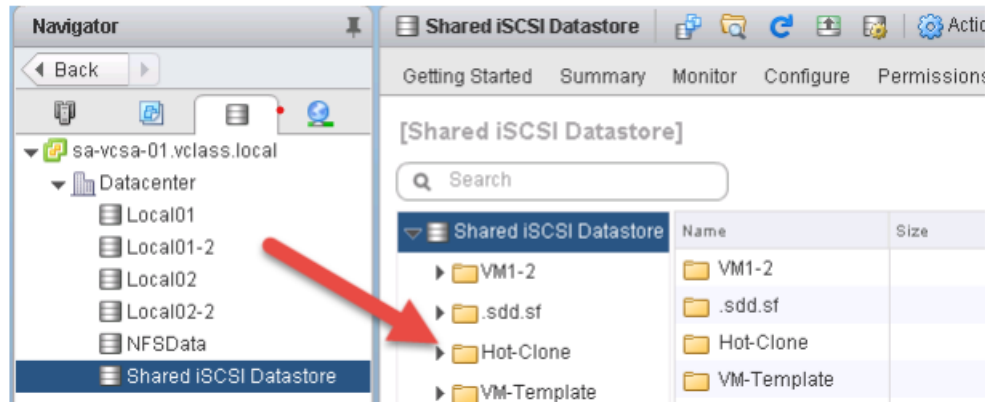 Navigator
Back
sa-vcsa-01.vclass.local
Datacenter
Local01
Local01-2
Local02
Local02-2
NFSData
Shared iSCSI Datastore
Shared iSCSI Datastore
Getting Started Summary Monitor Configure Permissions
[Shared iSCSI Datastore]
Search
Shared iSCSI Datastore
VM1-2
.sdd.sf
Hot-Clone
VM-Template
Name Size
VM1-2
.sdd.sf
Hot-Clone
VM-Template